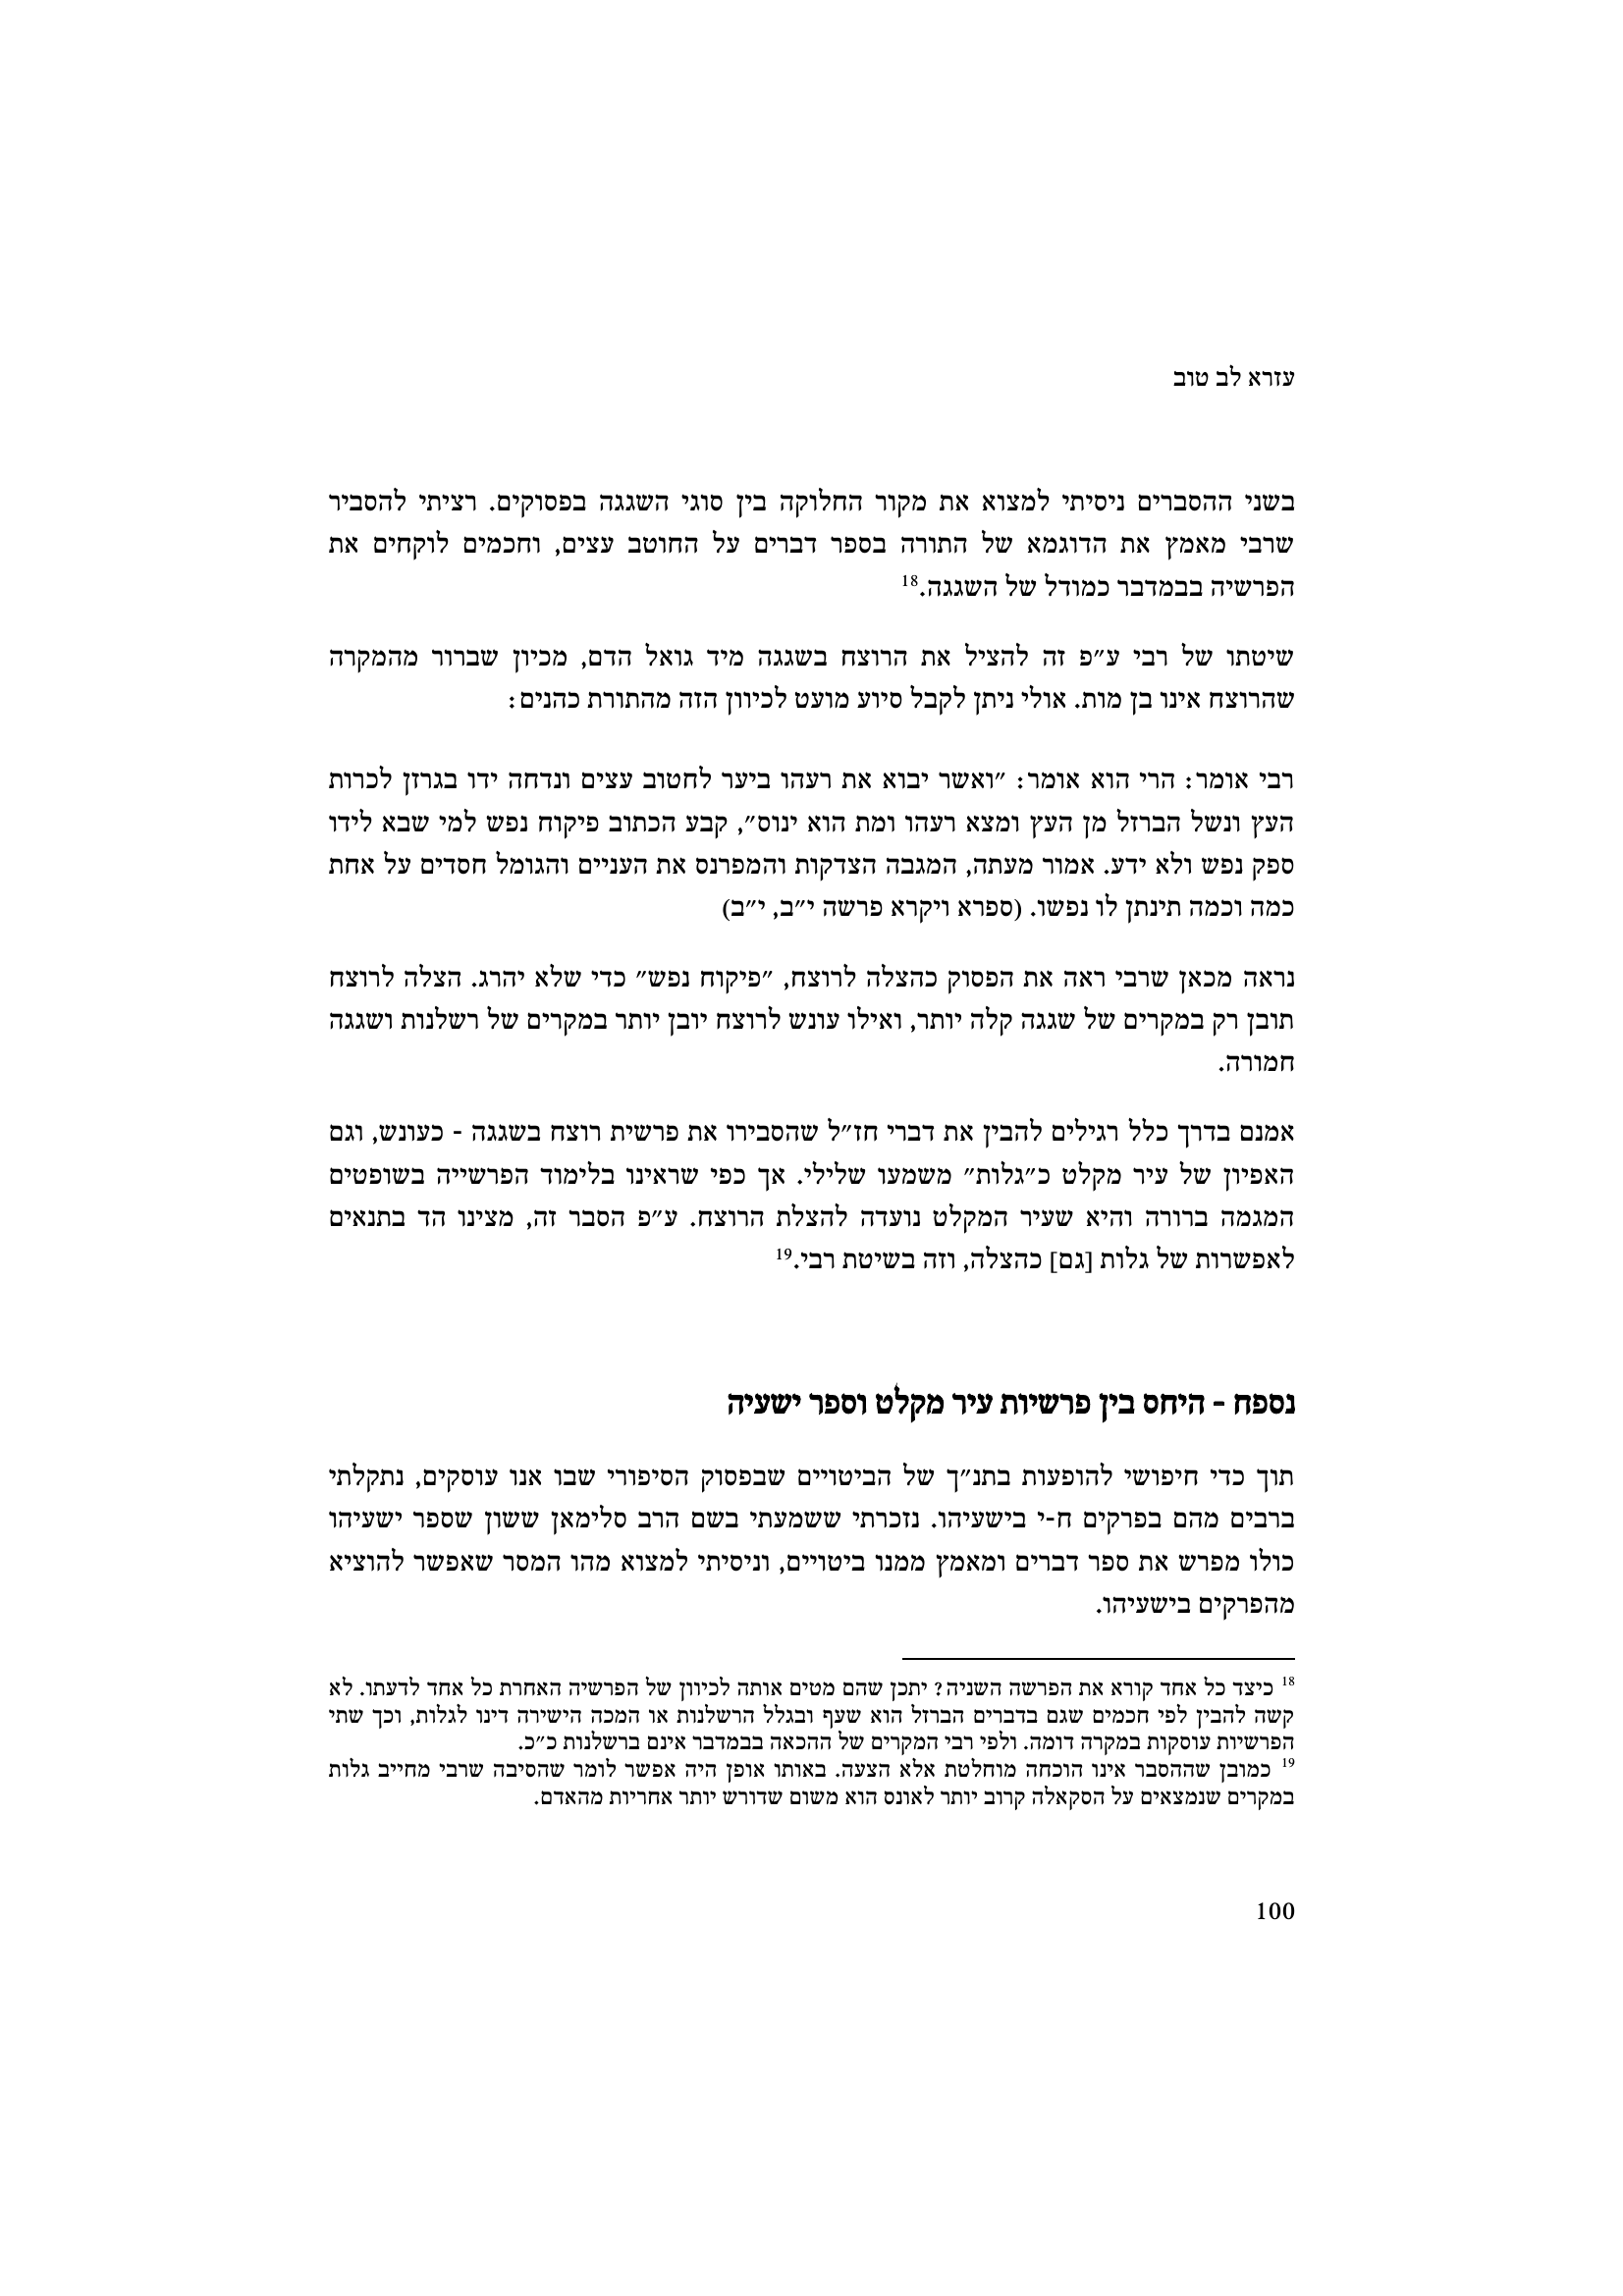 עזרא לב טוב
בשני ההסברים ניסיתי למצוא את מקור החלוקה בין סוגי השגגה בפסוקים. רציתי להסביר
שרבי מאמץ את הדוגמא של התורה בספר דברים על החוטב עצים, וחכמים לוקחים את
הפרשיה בבמדבר כמודל של השגגה.18
שיטתו של רבי ע״פ זה להציל את הרוצח בשגגה מיד גואל הדם, מכיון שברור מהמקרה
שהרוצח אינו בן מות. אולי ניתן לקבל סיוע מועט לכיוון הזה מהתורת כהנים:
רבי אומר: הרי הוא אומר: ״ואשר יבוא את רעהו ביער לחטוב עצים ונדחה ידו בגרזן לכרות
העץ ונשל הברזל מן העץ ומצא רעהו ומת הוא ינוס״, קבע הכתוב פיקוח נפש למי שבא לידו
ספק נפש ולא ידע. אמור מעתה, המגבה הצדקות והמפרנס את העניים והגומל חסדים על אחת
כמה וכמה תינתן לו נפשו. (ספרא ויקרא פרשה י״ב, י״ב)
נראה מכאן שרבי ראה את הפסוק כהצלה לרוצח, ״פיקוח נפש״ כדי שלא יהרג. הצלה לרוצח
תובן רק במקרים של שגגה קלה יותר, ואילו עונש לרוצח יובן יותר במקרים של רשלנות ושגגה
חמורה.
אמנם בדרך כלל רגילים להבין את דברי חז״ל שהסבירו את פרשית רוצח בשגגה - כעונש, וגם
האפיון של עיר מקלט כ״גלות״ משמעו שלילי. אך כפי שראינו בלימוד הפרשייה בשופטים
המגמה ברורה והיא שעיר המקלט נועדה להצלת הרוצח. ע״פ הסבר זה, מצינו הד בתנאים
לאפשרות של גלות [גם] כהצלה, וזה בשיטת רבי.19
נספח - היחס בין פרשיות עיר מקלט וספר ישעיה
תוך כדי חיפושי להופעות בתנ״ך של הביטויים שבפסוק הסיפורי שבו אנו עוסקים, נתקלתי
ברבים מהם בפרקים ח-י בישעיהו. נזכרתי ששמעתי בשם הרב סלימאן ששון שספר ישעיהו
כולו מפרש את ספר דברים ומאמץ ממנו ביטויים, וניסיתי למצוא מהו המסר שאפשר להוציא
מהפרקים בישעיהו.
18 כיצד כל אחד קורא את הפרשה השניה? יתכן שהם מטים אותה לכיוון של הפרשיה האחרת כל אחד לדעתו. לא
קשה להבין לפי חכמים שגם בדברים הברזל הוא שעף ובגלל הרשלנות או המכה הישירה דינו לגלות, וכך שתי
הפרשיות עוסקות במקרה דומה. ולפי רבי המקרים של ההכאה בבמדבר אינם ברשלנות כ״כ.
19 כמובן שההסבר אינו הוכחה מוחלטת אלא הצעה. באותו אופן היה אפשר לומר שהסיבה שרבי מחייב גלות
במקרים שנמצאים על הסקאלה קרוב יותר לאונס הוא משום שדורש יותר אחריות מהאדם.
100